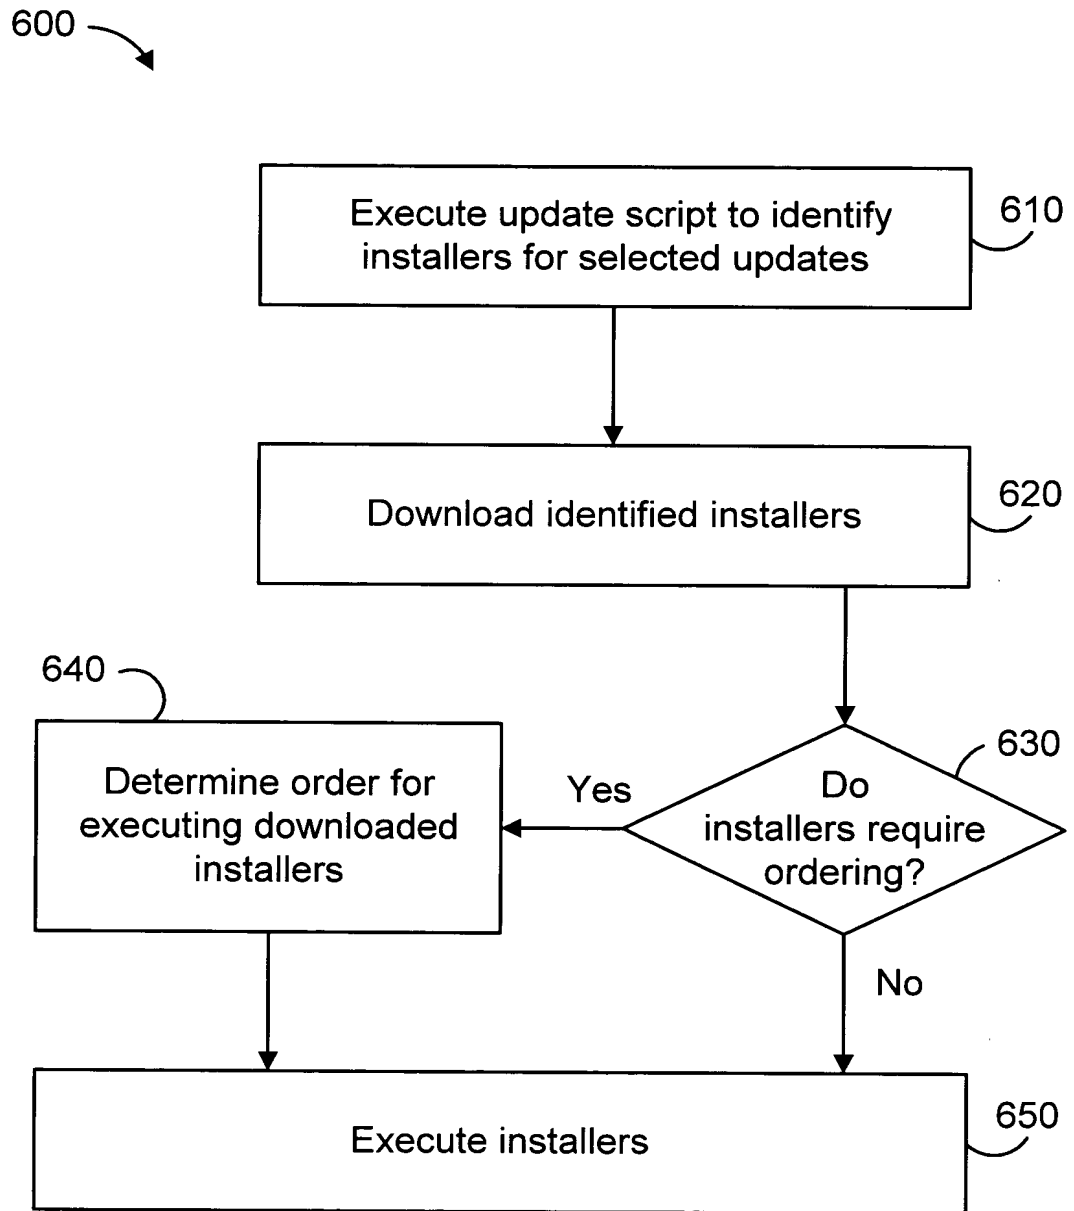 600
Execute update script to identify
installers for selected updates
610
Download identified installers
620
640
Determine order for
executing downloaded
installers
Yes
Do
installers require
ordering?
630
No
Execute installers
650